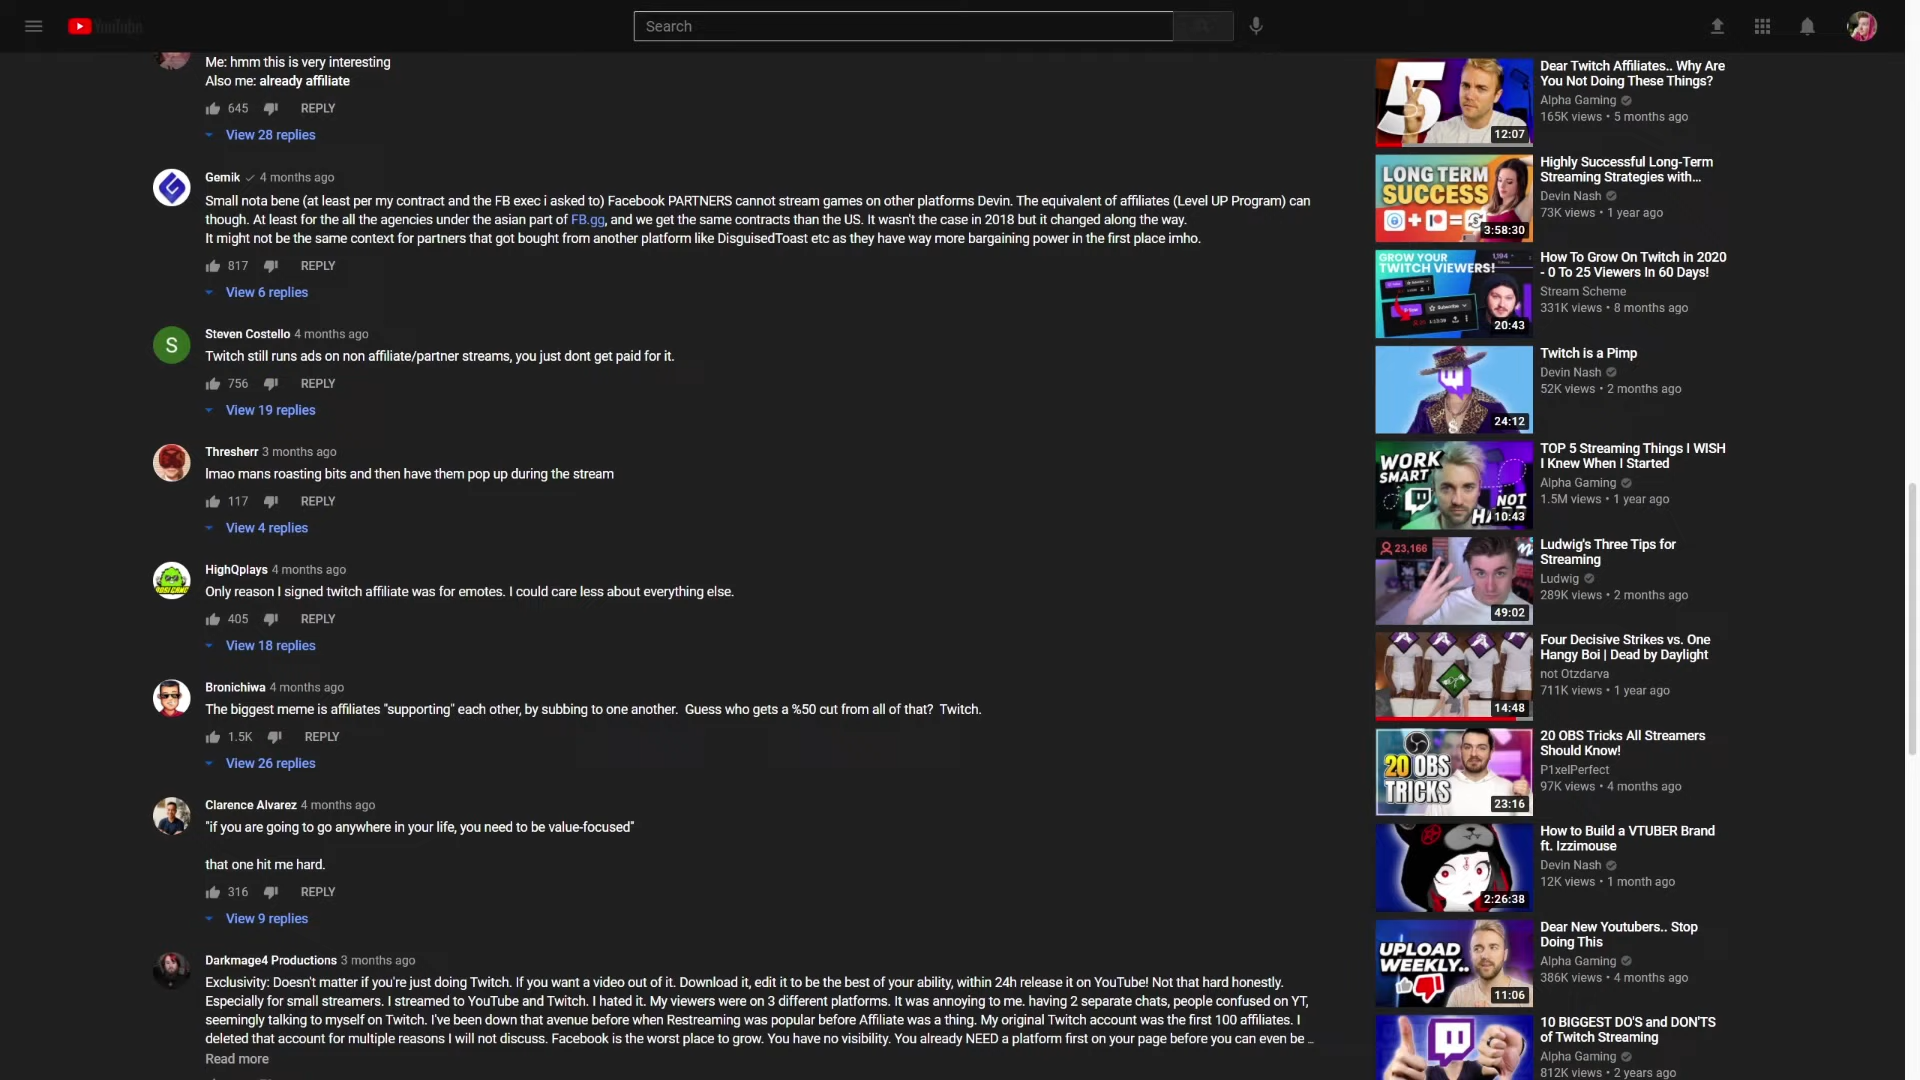 YouTube
Search
Me: hmm this is very interesting
Also me: already affiliate
645 REPLY
View 28 replies
Gemik 4 months ago
Small nota bene (at least per my contract and the FB exec i asked to) Facebook PARTNERS cannot stream games on other platforms Devin. The equivalent of affiliates (Level UP Program) can
though. At least for the all the agencies under the asian part of FB.gg, and we get the same contracts than the US. It wasn't the case in 2018 but it changed along the way.
It might not be the same context for partners that got bought from another platform like DisguisedToast etc as they have way more bargaining power in the first place imho.
817 REPLY
View 6 replies
S
Steven Costello 4 months ago
Twitch still runs ads on non affiliate/partner streams, you just dont get paid for it.
756 REPLY
View 19 replies
Thresherr 3 months ago
lmao mans roasting bits and then have them pop up during the stream
117 REPLY
View 4 replies
HighQplays 4 months ago
Only reason I signed twitch affiliate was for emotes. I could care less about everything else.
405 REPLY
View 18 replies
Bronichiwa 4 months ago
The biggest meme is affiliates "supporting" each other, by subbing to one another.  Guess who gets a %50 cut from all of that?  Twitch.
1.5K REPLY
View 26 replies
Clarence Alvarez 4 months ago
"if you are going to go anywhere in your life, you need to be value-focused"
that one hit me hard.
316 REPLY
View 9 replies
Darkmage4 Productions 3 months ago
Exclusivity: Doesn't matter if you're just doing Twitch. If you want a video out of it. Download it, edit it to be the best of your ability, within 24h release it on YouTube! Not that hard honestly.
Especially for small streamers. I streamed to YouTube and Twitch. I hated it. My viewers were on 3 different platforms. It was annoying to me. having 2 separate chats, people confused on YT,
seemingly talking to myself on Twitch. I've been down that avenue before when Restreaming was popular before Affiliate was a thing. My original Twitch account was the first 100 affiliates. I
deleted that account for multiple reasons I will not discuss. Facebook is the worst place to grow. You have no visibility. You already NEED a platform first on your page before you can even be ...
Read more
5
12:07
Dear Twitch Affiliates.. Why Are
You Not Doing These Things?
Alpha Gaming
165K views • 5 months ago
LONG TERM
SUCCESS
3:58:30
Highly Successful Long-Term
Streaming Strategies with...
Devin Nash
73K views • 1 year ago
GROW YOUR
TWITCH VIEWERS!
1,194
20:43
How To Grow On Twitch in 2020
- 0 To 25 Viewers In 60 Days!
Stream Scheme
331K views • 8 months ago
24:12
Twitch is a Pimp
Devin Nash
52K views • 2 months ago
WORK
SMART
NOT
10:43
TOP 5 Streaming Things I WISH
I Knew When I Started
Alpha Gaming
1.5M views • 1 year ago
23,166
49:02
Ludwig's Three Tips for
Streaming
Ludwig
289K views • 2 months ago
14:48
Four Decisive Strikes vs. One
Hangy Boi | Dead by Daylight
not Otzdarva
711K views • 1 year ago
20 OBS
TRICKS
23:16
20 OBS Tricks All Streamers
Should Know!
P1xelPerfect
97K views • 4 months ago
2:26:38
How to Build a VTUBER Brand
ft. Izzimouse
Devin Nash
12K views • 1 month ago
UPLOAD
WEEKLY..
11:06
Dear New Youtubers.. Stop
Doing This
Alpha Gaming
386K views • 4 months ago
10 BIGGEST DO'S and DON'TS
of Twitch Streaming
Alpha Gaming
812K views • 2 years ago